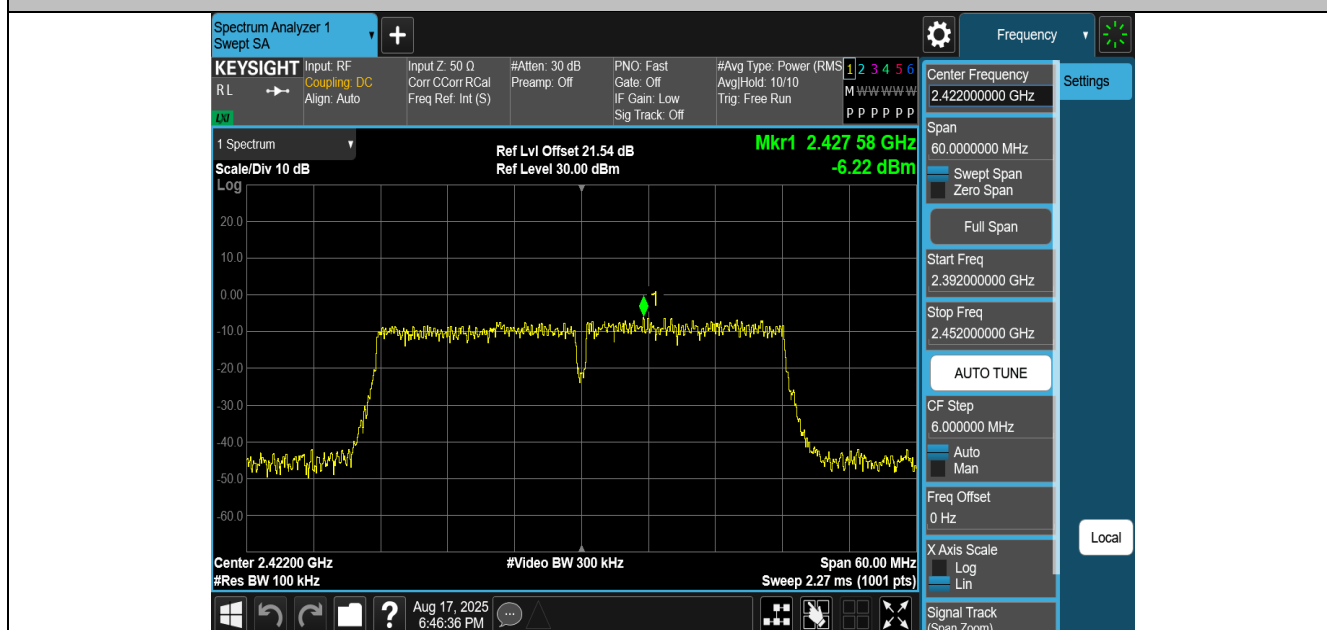 Spectrum Analyzer 1
Swept SA
+
Frequency
KEYSIGHT
R L
LXI
Input: RF
Coupling: DC
Align: Auto
Input Z: 50 Ω
Corr CCorr RCal
Freq Ref: Int (S)
#Atten: 30 dB
Preamp: Off
PNO: Fast
Gate: Off
IF Gain: Low
Sig Track: Off
#Avg Type: Power (RMS
Avg|Hold: 10/10
Trig: Free Run
1 2 3 4 5 6
M W W W W W
P P P P P P
1 Spectrum
Scale/Div 10 dB
Log
Ref Lvl Offset 21.54 dB
Ref Level 30.00 dBm
Mkr1 2.427 58 GHz
-6.22 dBm
20.0
10.0
0.00
1
-10.0
-20.0
-30.0
-40.0
-50.0
-60.0
Center 2.42200 GHz
#Res BW 100 kHz
#Video BW 300 kHz
Span 60.00 MHz
Sweep 2.27 ms (1001 pts)
?
Aug 17, 2025
6:46:36 PM
Center Frequency
2.422000000 GHz
Settings
Span
60.0000000 MHz
Swept Span
Zero Span
Full Span
Start Freq
2.392000000 GHz
Stop Freq
2.452000000 GHz
AUTO TUNE
CF Step
6.000000 MHz
Auto
Man
Freq Offset
0 Hz
Local
X Axis Scale
Log
Lin
Signal Track
(Span Zoom)